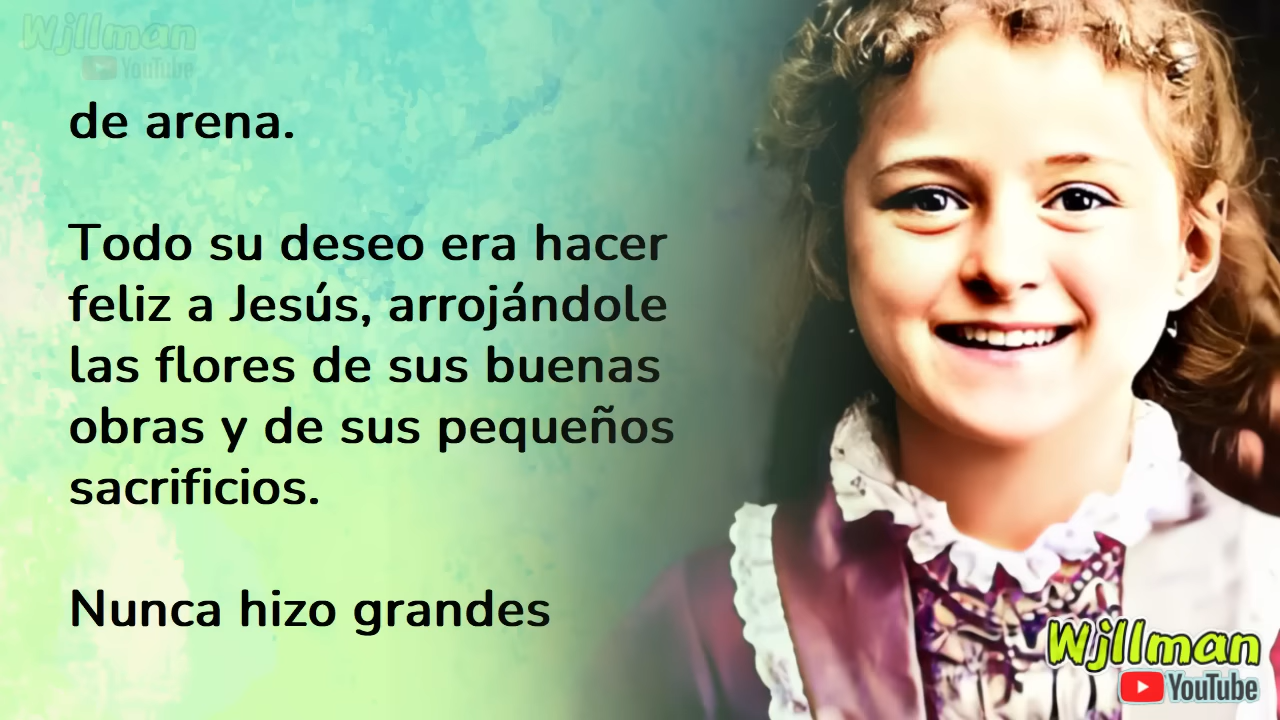 Wjllman
YouTube
de arena.
Todo su deseo era hacer
feliz a Jesús, arrojándole
las flores de sus buenas
obras y de sus pequeños
sacrificios.
Nunca hizo grandes
Wjllman
YouTube